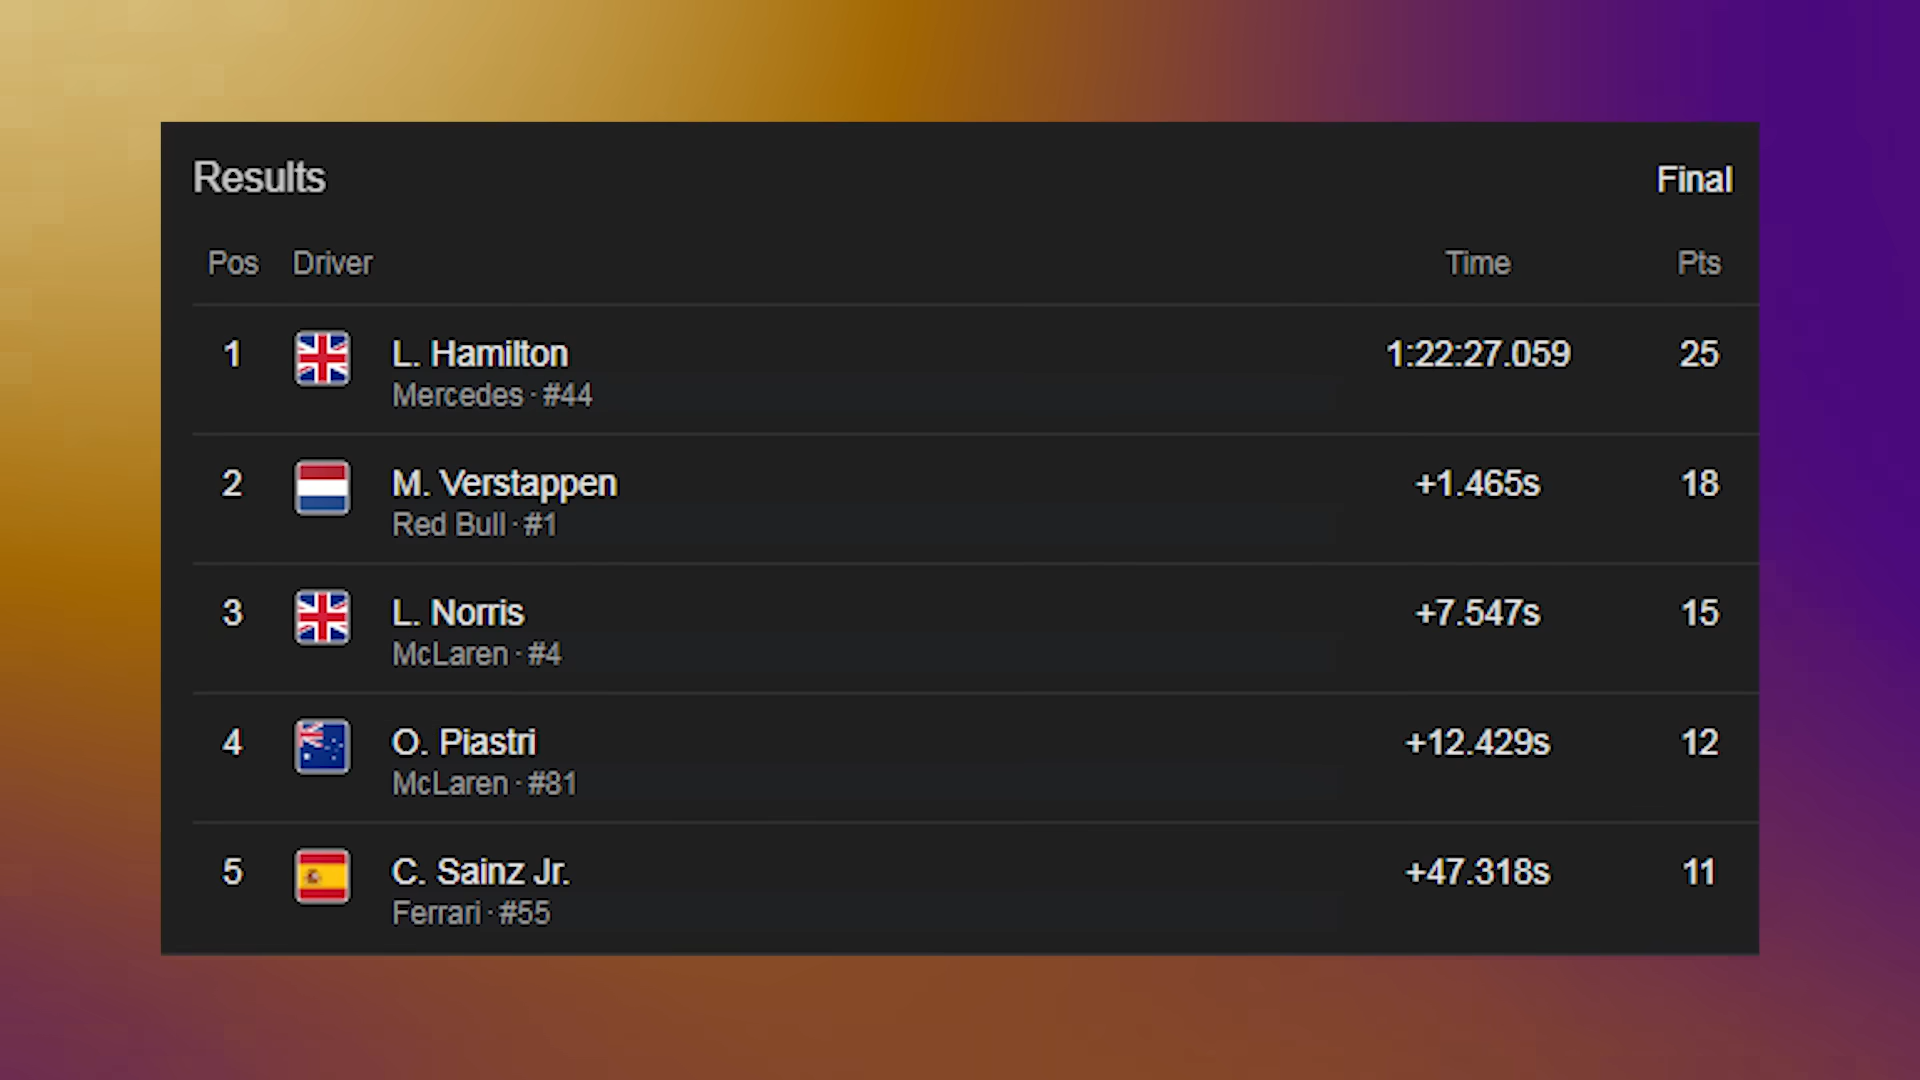 Results Final
Pos Driver Time Pts
1 L. Hamilton 1:22:27.059 25
Mercedes · #44
2 M. Verstappen +1.465s 18
Red Bull · #1
3 L. Norris +7.547s 15
McLaren · #4
4 O. Piastri +12.429s 12
McLaren · #81
5 C. Sainz Jr. +47.318s 11
Ferrari · #55